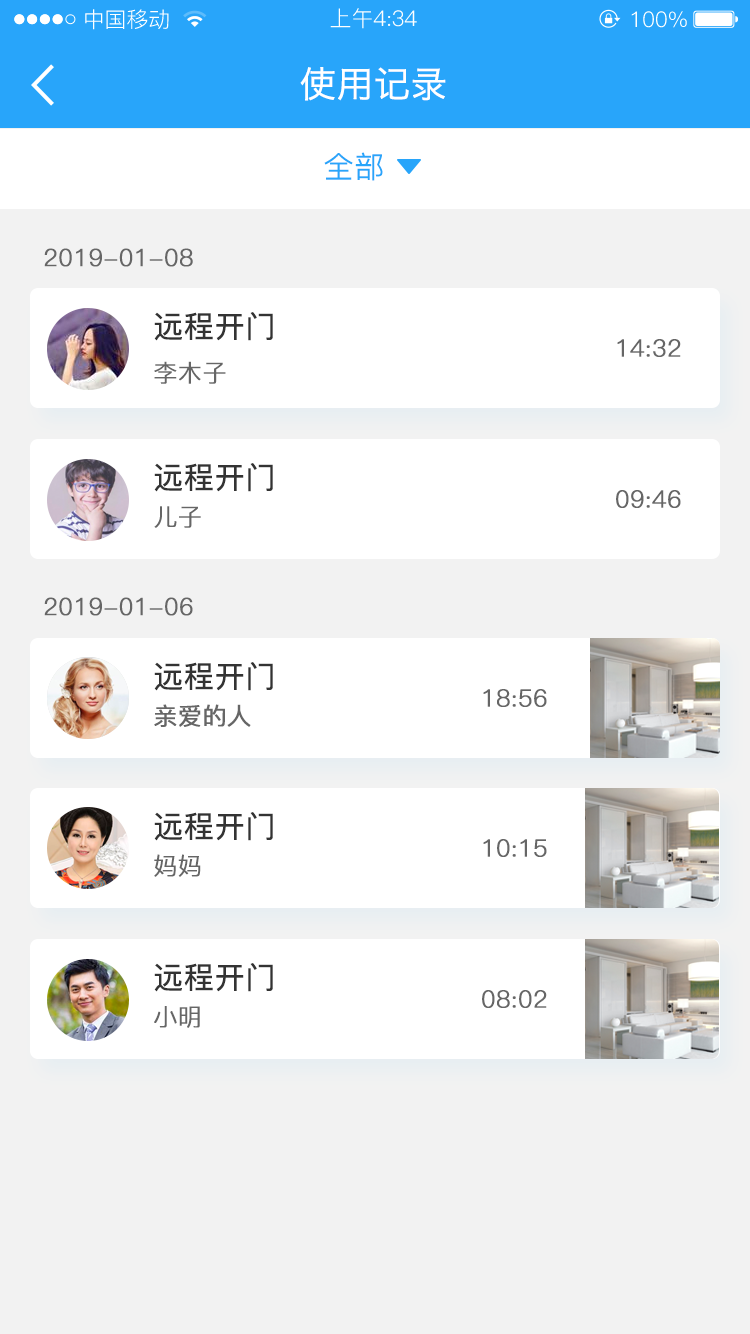 中国移动 上午4:34 100%
使用记录
全部
2019-01-08
远程开门
李木子
14:32
远程开门
儿子
09:46
2019-01-06
远程开门
亲爱的人
18:56
远程开门
妈妈
10:15
远程开门
小明
08:02